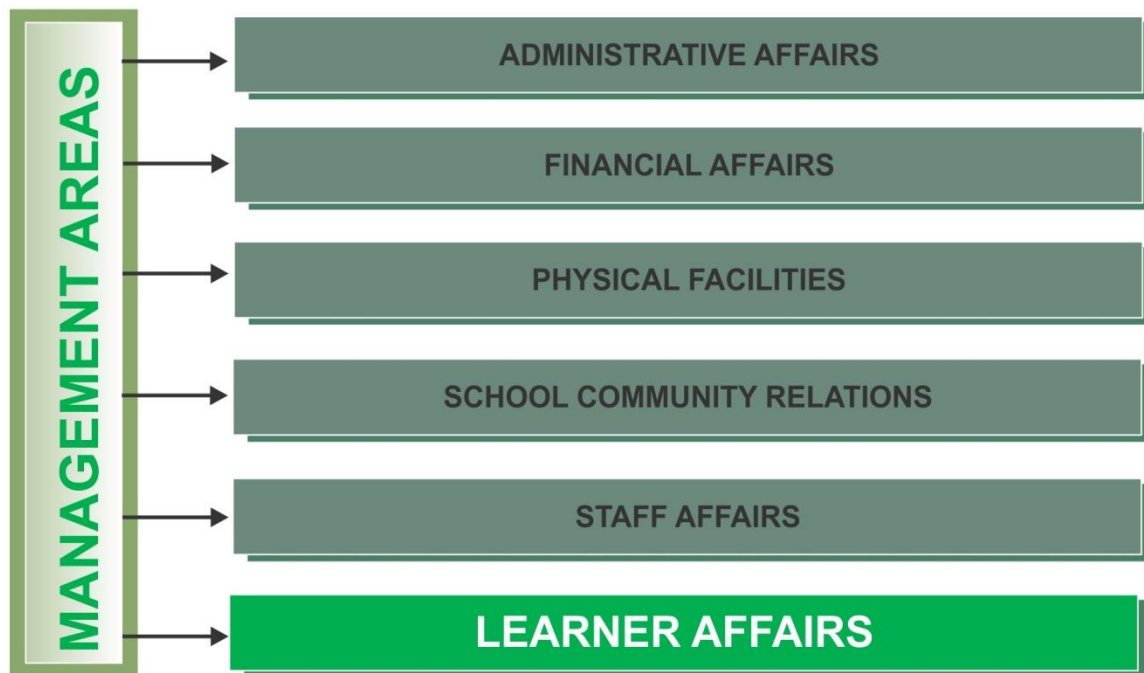 MANAGEMENT AREAS
ADMINISTRATIVE AFFAIRS
FINANCIAL AFFAIRS
PHYSICAL FACILITIES
SCHOOL COMMUNITY RELATIONS
STAFF AFFAIRS
LEARNER AFFAIRS